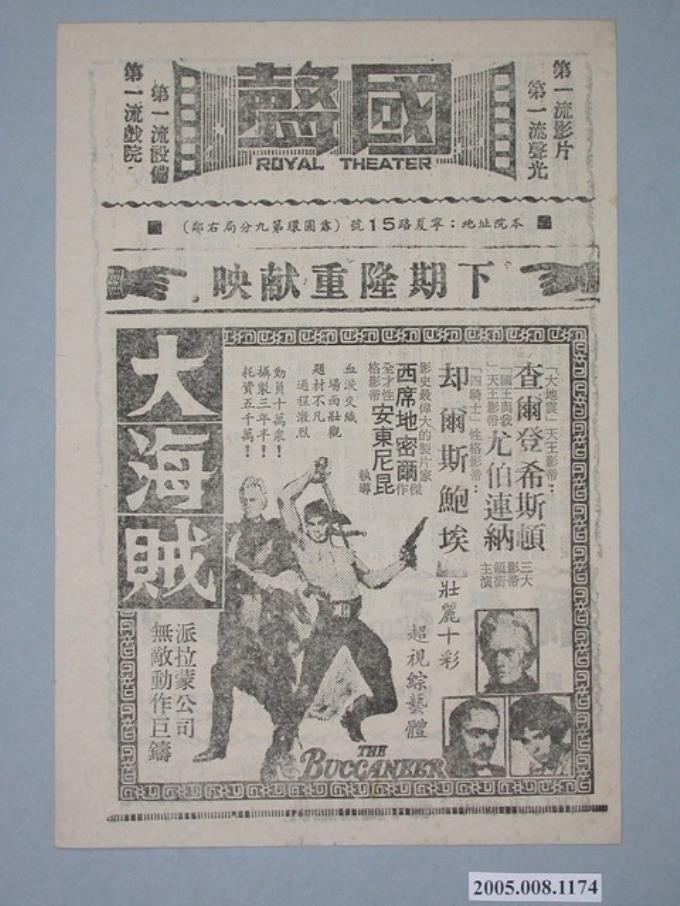 國聲
ROYAL THEATER
第一流影片
第一流聲光
第一流設備
第一流戲院
本院址地：寧夏路15號（露圓環第九分局右鄰）
下期隆重献映
「大地震」天王影帝：
查爾登希斯頓
「國王與我」天王影帝：
尤伯連納
「四騎士」性格影帝：
却爾斯鮑埃
三大影帝領銜主演
影史最偉大的製片家
西席地密爾傑作
全才性格影帝
安東尼昆執導
壯麗十彩
超視綜藝體
血淚交織
場面壯觀
題材不凡
過程激烈
動員十萬眾！
攝製三年半！
耗資五千萬！
大海賊
派拉蒙公司
無敵動作巨鑄
THE
BUCCANEER
2005.008.1174